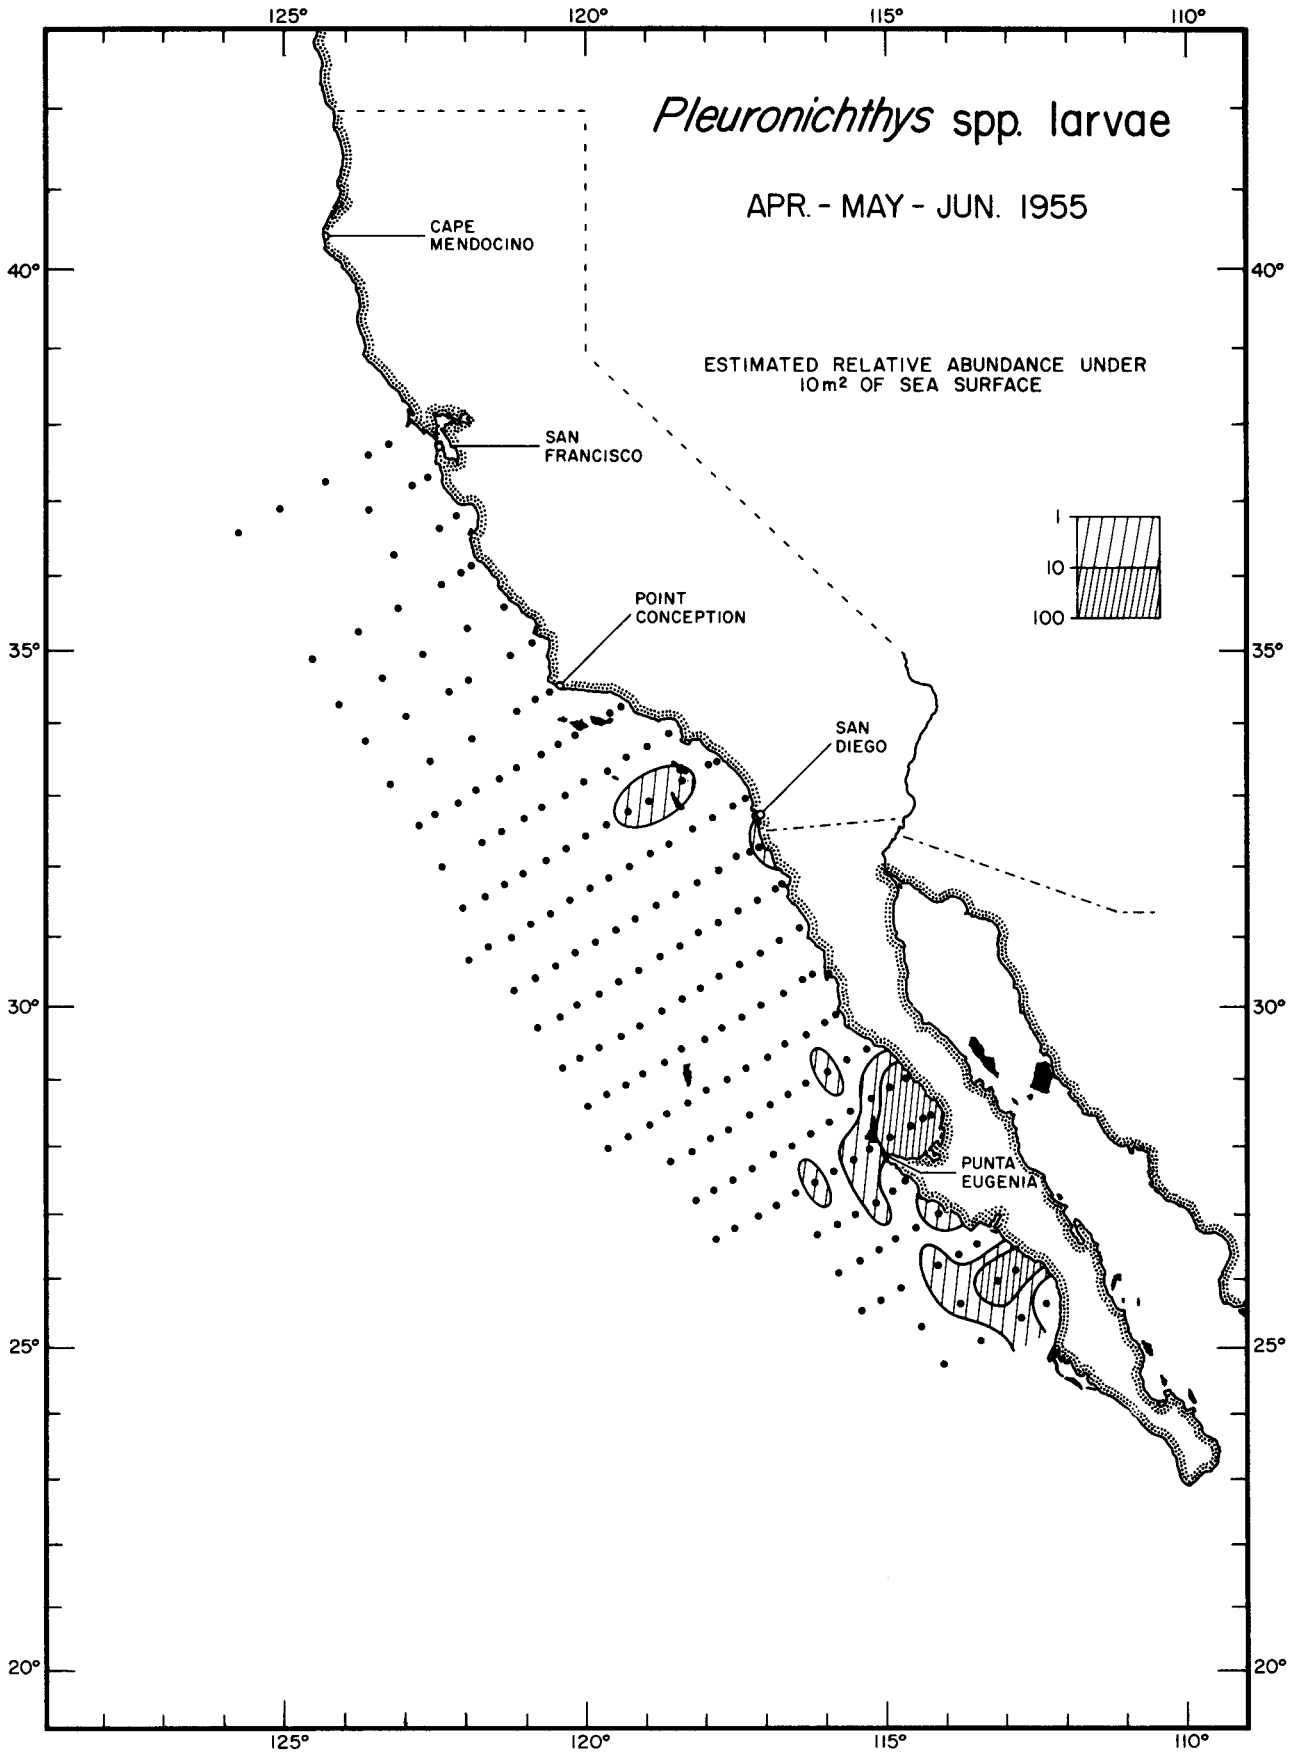 125° 120° 115° 110°
Pleuronichthys spp. larvae
APR. - MAY - JUN. 1955
CAPE
MENDOCINO
40° 40°
ESTIMATED RELATIVE ABUNDANCE UNDER
10m² OF SEA SURFACE
SAN
FRANCISCO
1
10
100
POINT
CONCEPTION
35° 35°
SAN
DIEGO
30° 30°
PUNTA
EUGENIA
25° 25°
20° 20°
125° 120° 115° 110°